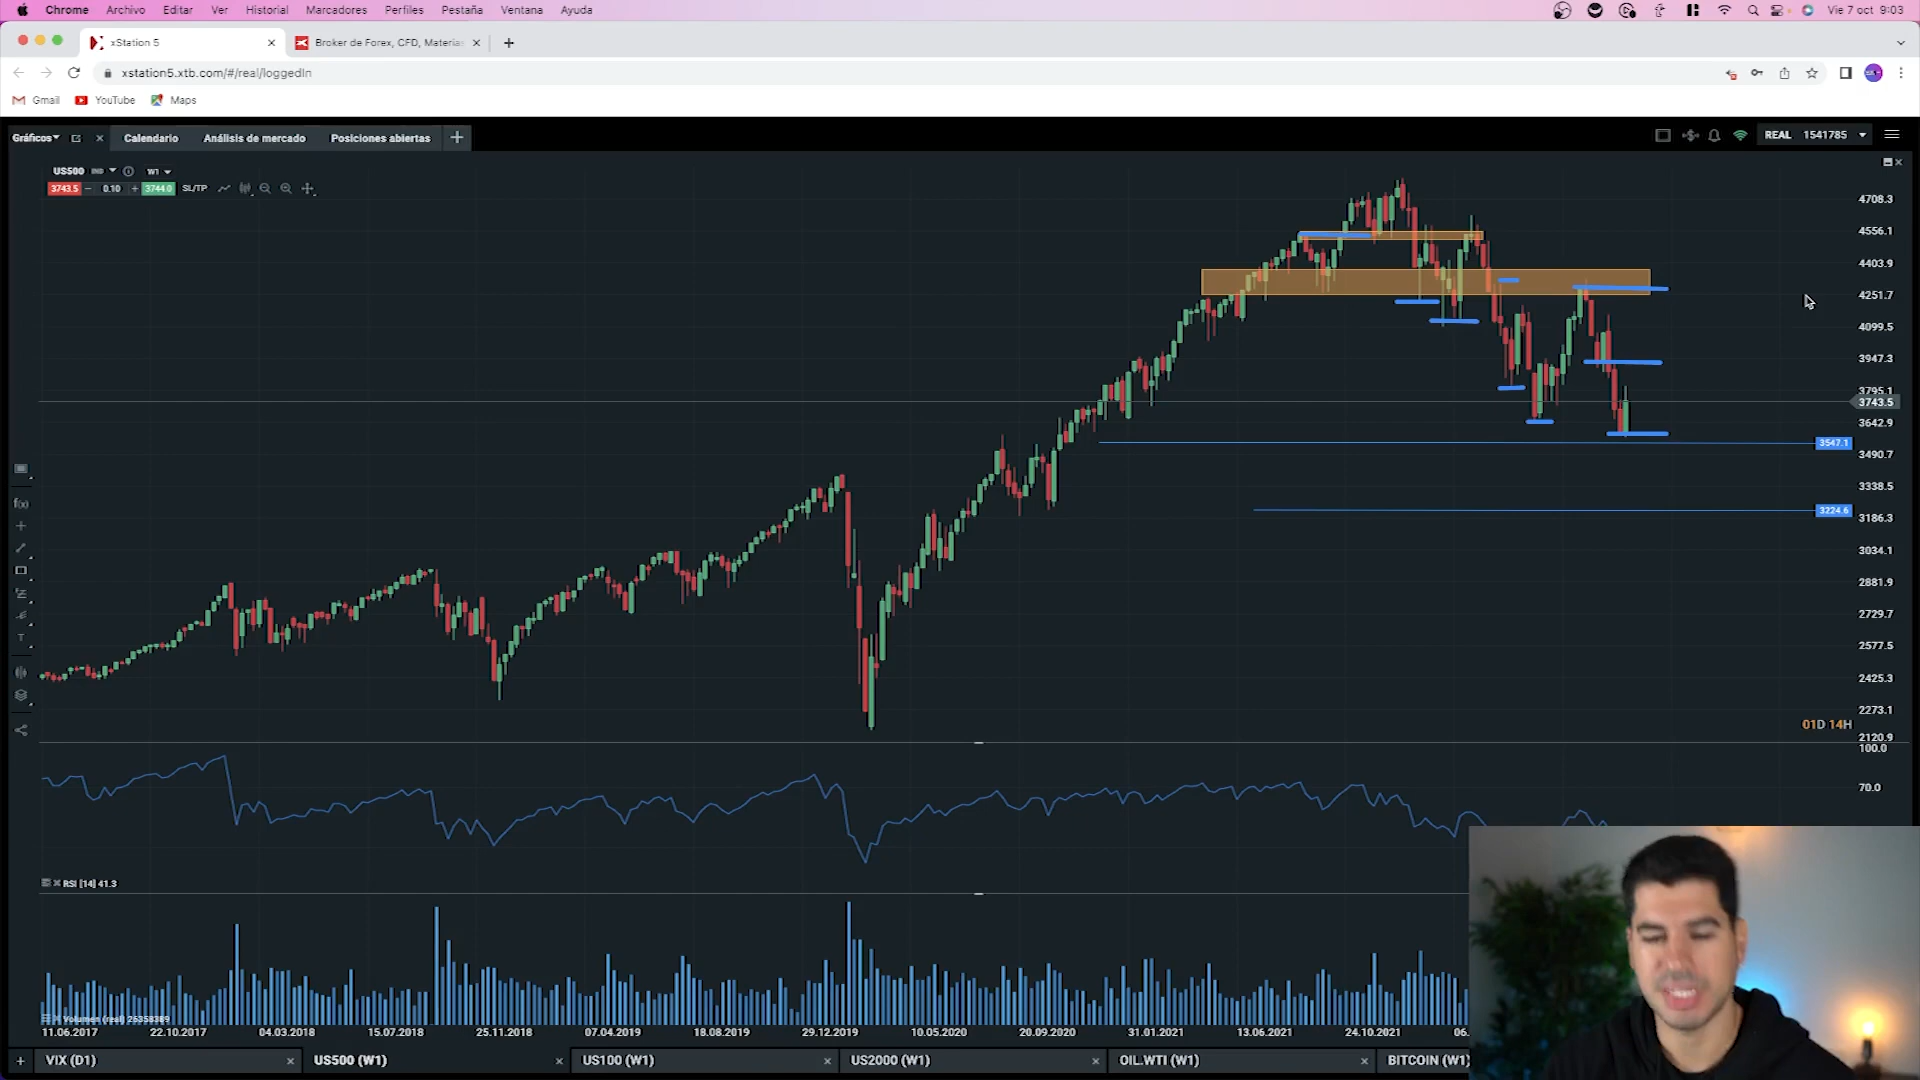 Chrome Archivo Editar Ver Historial Marcadores Perfiles Pestaña Ventana Ayuda Vie 7 oct 9:03
xStation 5 Broker de Forex, CFD, Materia
xstation5.xtb.com/#/real/loggedIn
Gmail YouTube Maps
Gráficos Calendario Análisis de mercado Posiciones abiertas + REAL 1541785
US500 IND W1
3743.5 − 0.10 + 3744.0 SL/TP
4708.3
4556.1
4403.9
4251.7
4099.5
3947.3
3795.1
3743.5
3642.9
3547.1
3490.7
3338.5
3224.6
3186.3
3034.1
2881.9
2729.7
2577.5
2425.3
2273.1
01D 14H
2120.9
100.0
70.0
RSI [14] 41.3
Volumen (real) 26358389
11.06.2017 22.10.2017 04.03.2018 15.07.2018 25.11.2018 07.04.2019 18.08.2019 29.12.2019 10.05.2020 20.09.2020 31.01.2021 13.06.2021 24.10.2021 06.
+ VIX (D1) US500 (W1) US100 (W1) US2000 (W1) OIL.WTI (W1) BITCOIN (W1)